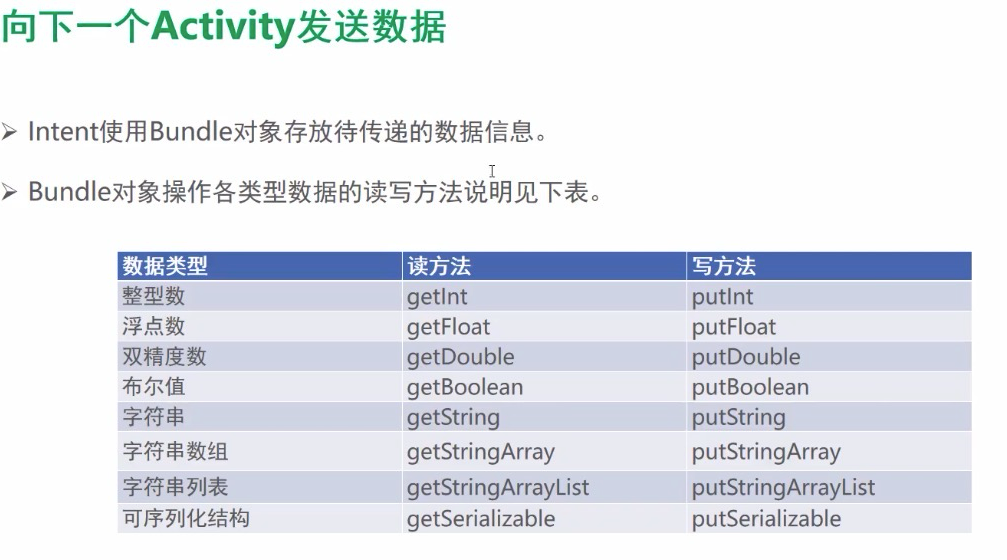 向下一个Activity发送数据
➢ Intent使用Bundle对象存放待传递的数据信息。
➢ Bundle对象操作各类型数据的读写方法说明见下表。
数据类型 读方法 写方法
整型数 getInt putInt
浮点数 getFloat putFloat
双精度数 getDouble putDouble
布尔值 getBoolean putBoolean
字符串 getString putString
字符串数组 getStringArray putStringArray
字符串列表 getStringArrayList putStringArrayList
可序列化结构 getSerializable putSerializable